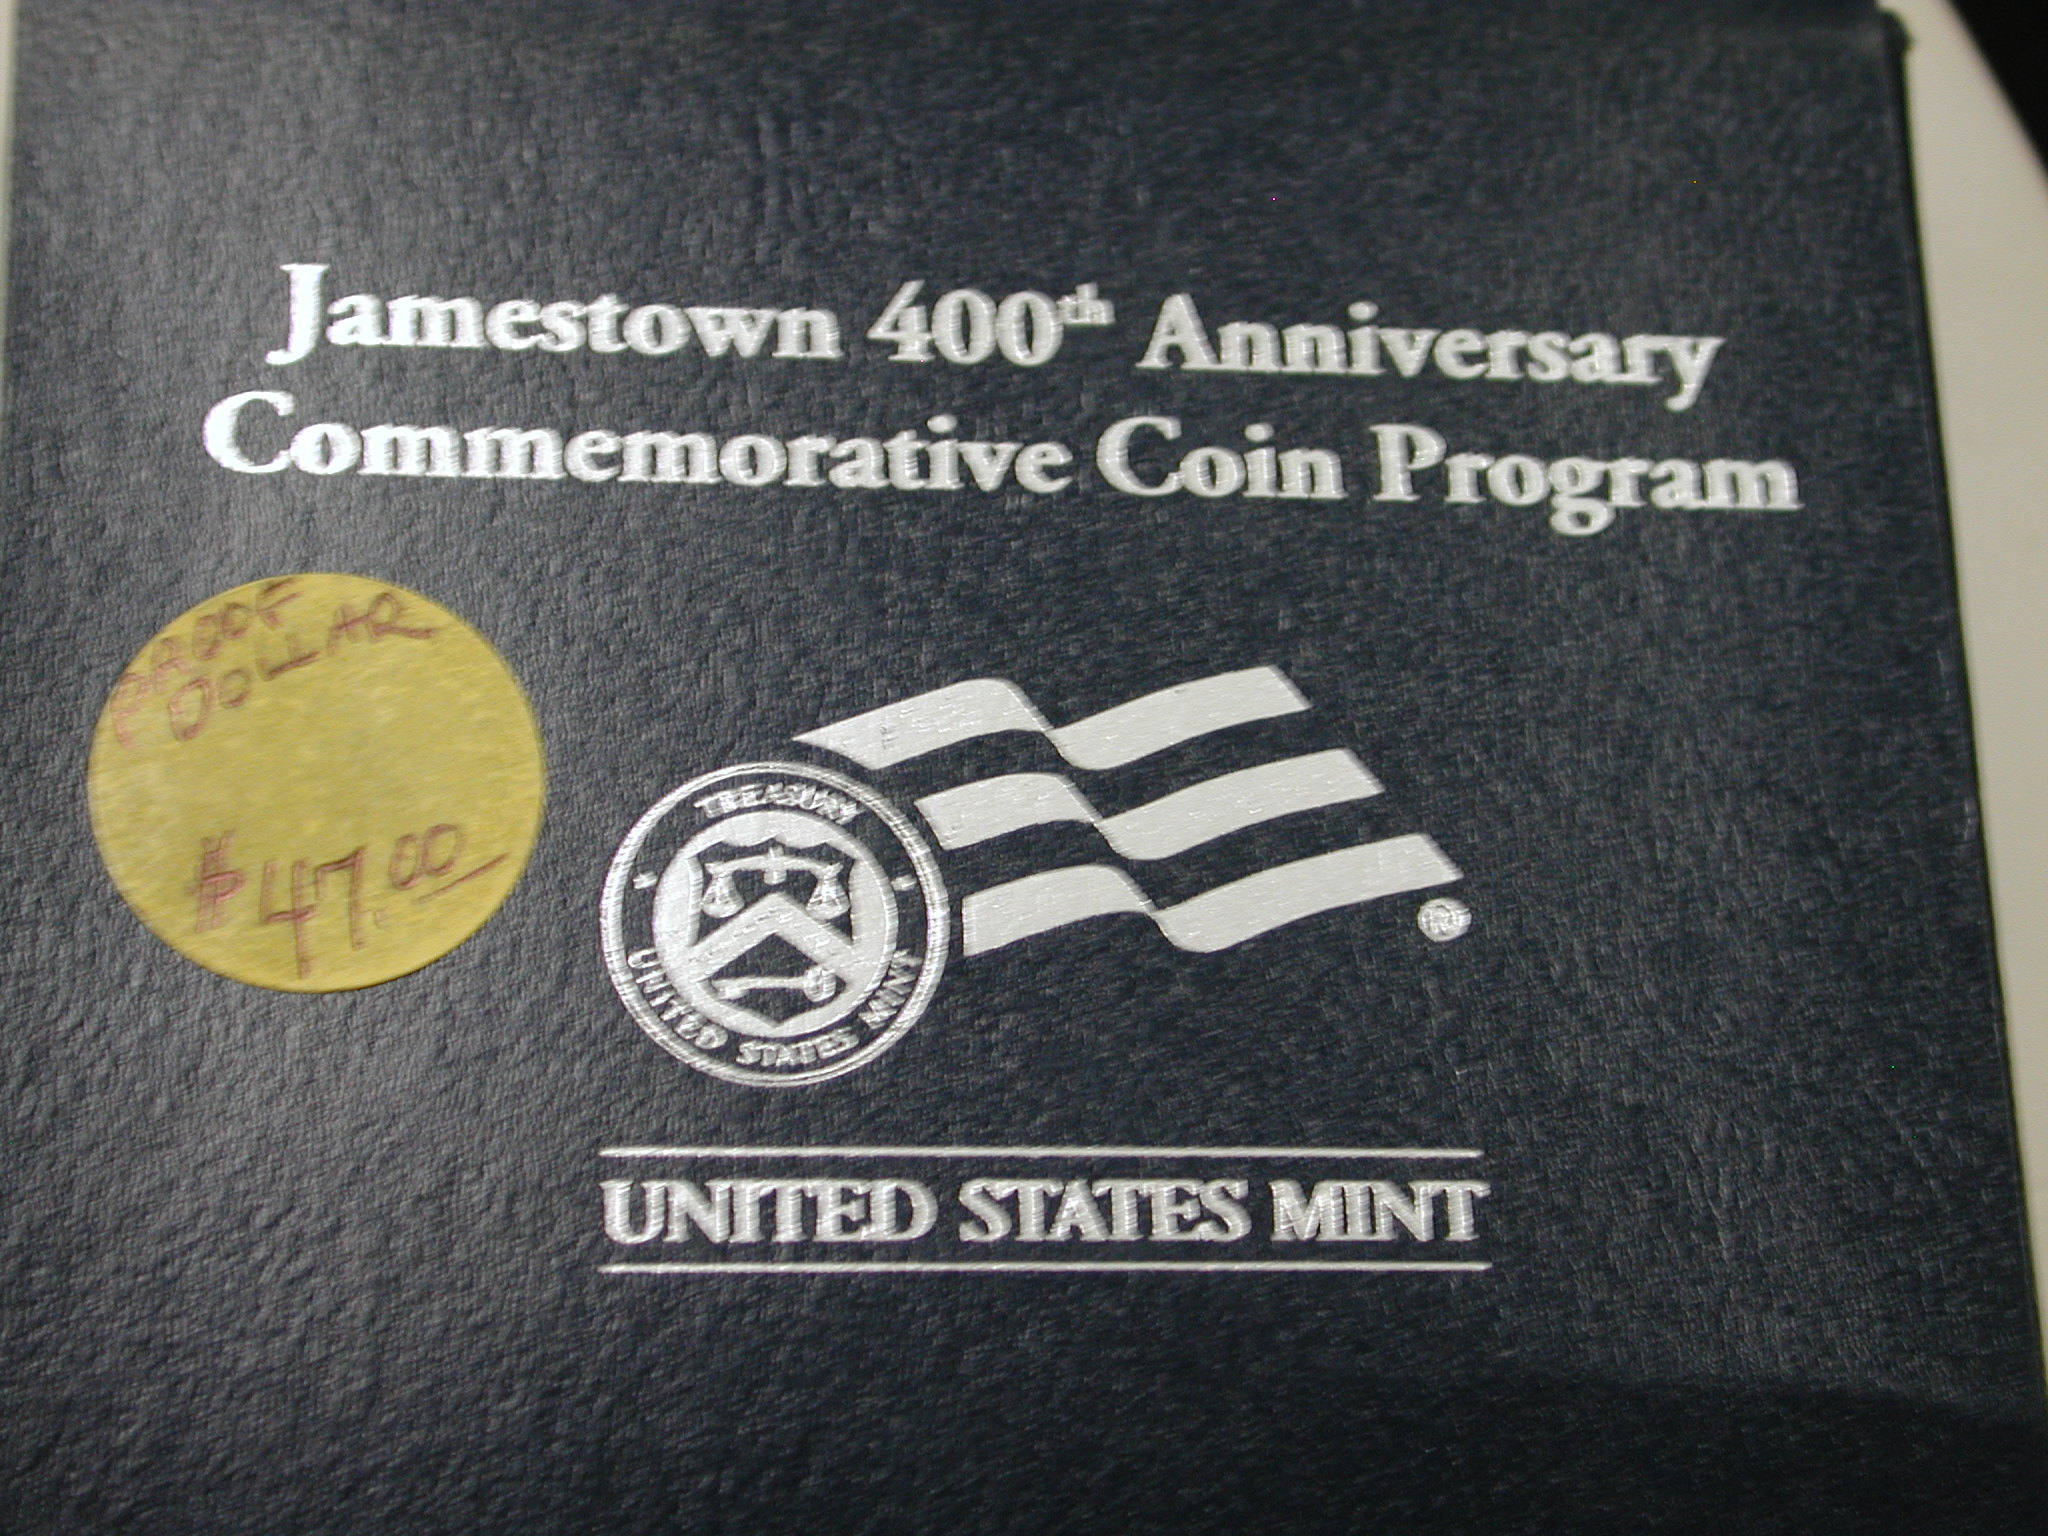 Jamestown 400th Anniversary
Commemorative Coin Program
PROOF
DOLLAR
$47.00
TREASURY
UNITED STATES MINT
®
UNITED STATES MINT